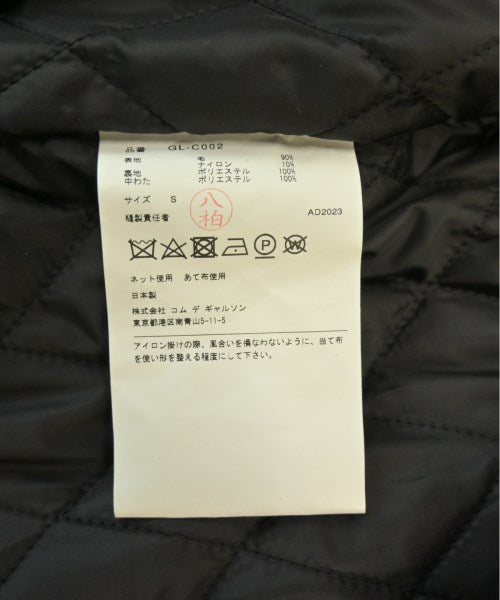 品番 GL-C002
表地 毛 90%
ナイロン 10%
裏地 ポリエステル 100%
中わた ポリエステル 100%
サイズ S
八柏
縫製責任者 AD2023
P W
ネット使用 あて布使用
日本製
株式会社 コム デ ギャルソン
東京都港区南青山5-11-5
アイロン掛けの際、風合いを損なわないように、当て布
を使い形を整える程度にして下さい。